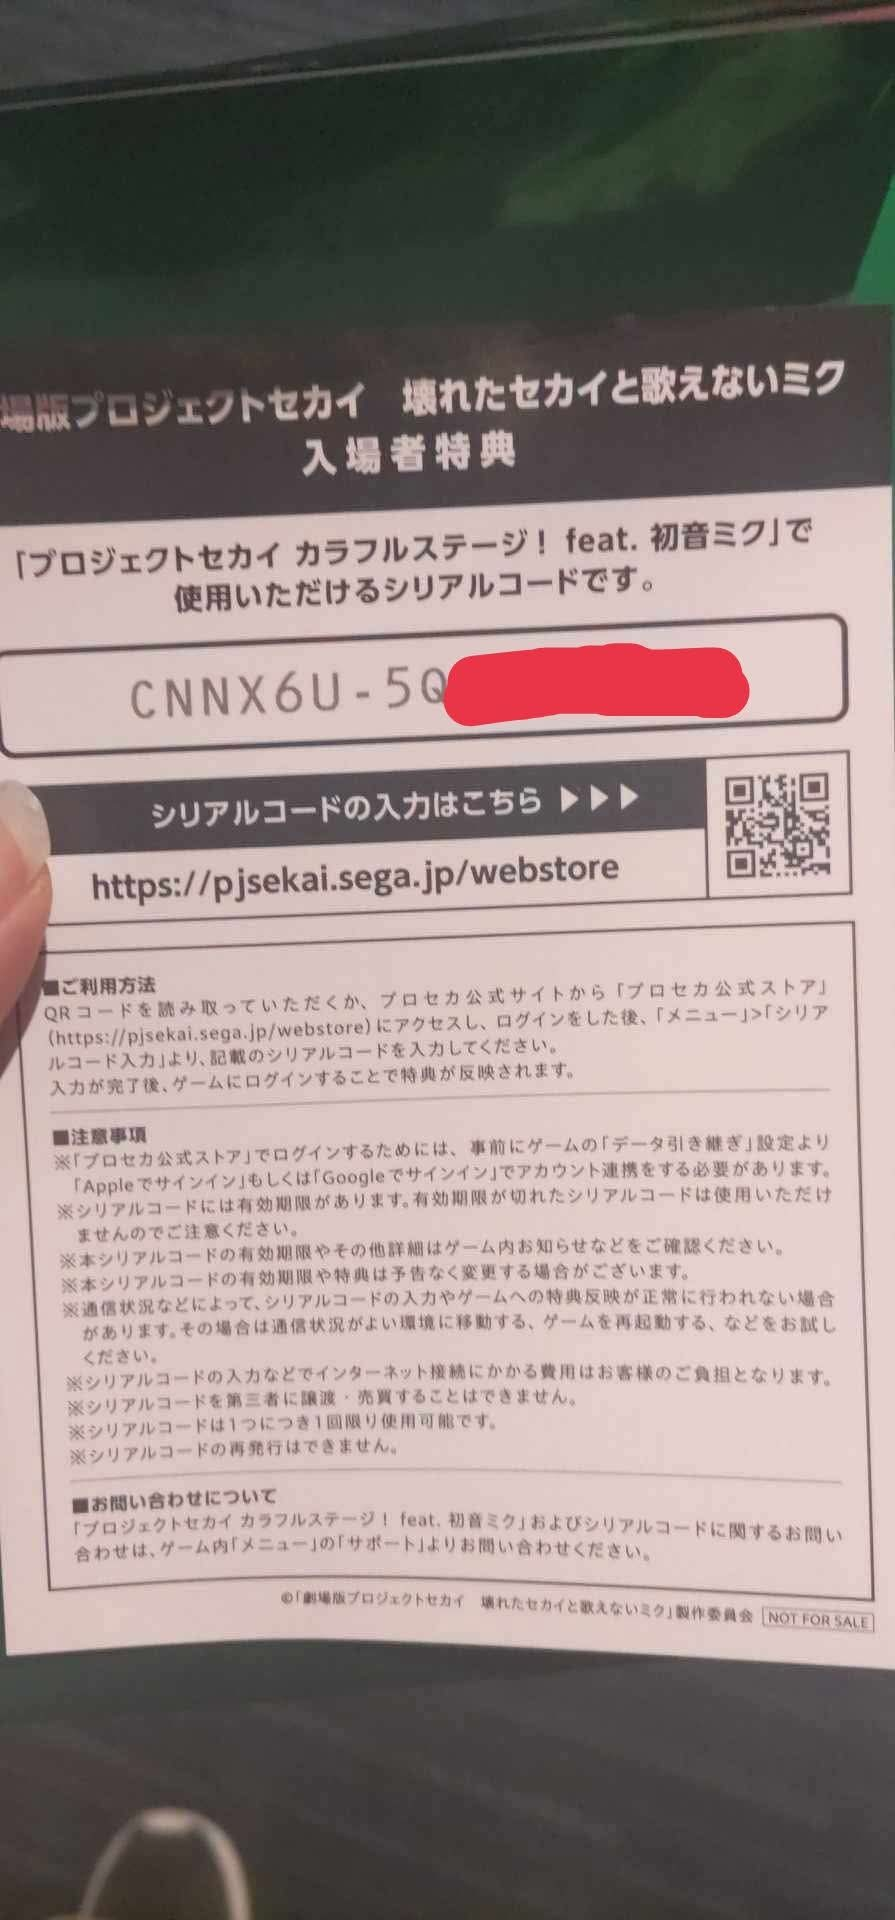 場版プロジェクトセカイ 壊れたセカイと歌えないミク
入場者特典
「プロジェクトセカイ カラフルステージ! feat. 初音ミク」で
使用いただけるシリアルコードです。
CNNX6U-5Q
シリアルコードの入力はこちら ▶▶▶
https://pjsekai.sega.jp/webstore
■ご利用方法
QRコードを読み取っていただくか、プロセカ公式サイトから「プロセカ公式ストア」
(https://pjsekai.sega.jp/webstore)にアクセスし、ログインをした後、「メニュー」>「シリア
ルコード入力」より、記載のシリアルコードを入力してください。
入力が完了後、ゲームにログインすることで特典が反映されます。
■注意事項
※「プロセカ公式ストア」でログインするためには、事前にゲームの「データ引き継ぎ」設定より
「Appleでサインイン」もしくは「Googleでサインイン」でアカウント連携をする必要があります。
※シリアルコードには有効期限があります。有効期限が切れたシリアルコードは使用いただけ
ませんのでご注意ください。
※本シリアルコードの有効期限やその他詳細はゲーム内お知らせなどをご確認ください。
※本シリアルコードの有効期限や特典は予告なく変更する場合がございます。
※通信状況などによって、シリアルコードの入力やゲームへの特典反映が正常に行われない場合
があります。その場合は通信状況がよい環境に移動する、ゲームを再起動する、などをお試し
ください。
※シリアルコードの入力などでインターネット接続にかかる費用はお客様のご負担となります。
※シリアルコードを第三者に譲渡・売買することはできません。
※シリアルコードは1つにつき1回限り使用可能です。
※シリアルコードの再発行はできません。
■お問い合わせについて
「プロジェクトセカイ カラフルステージ! feat. 初音ミク」およびシリアルコードに関するお問い
合わせは、ゲーム内「メニュー」の「サポート」よりお問い合わせください。
©「劇場版プロジェクトセカイ 壊れたセカイと歌えないミク」製作委員会 NOT FOR SALE